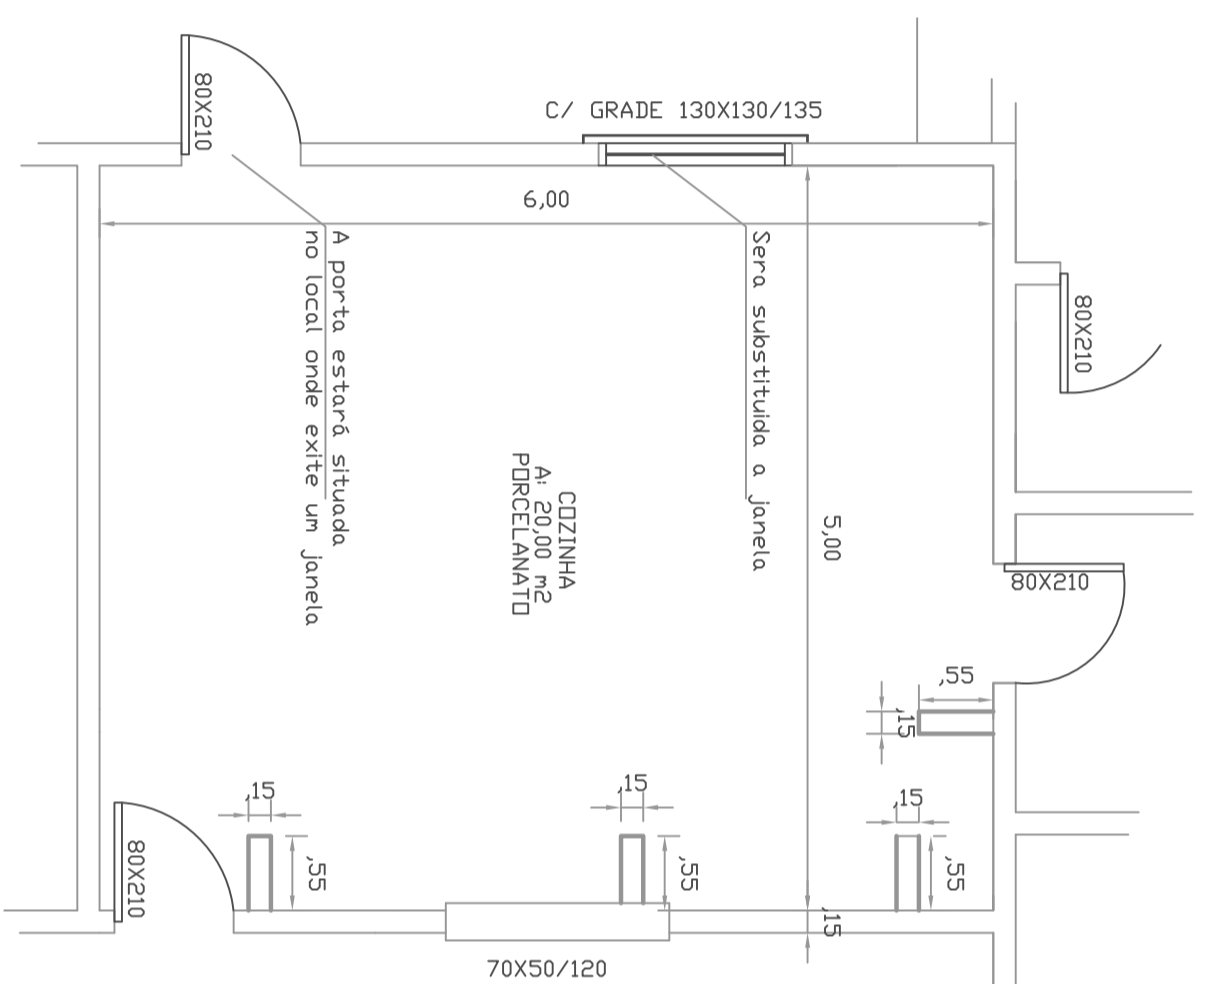 80X210
C/ GRADE 130X130/135
6,00
A porta estará situada
no local onde exite um janela
Sera substituida a janela
80X210
5,00
COZINHA
A: 20,00 m2
PORCELANATO
80X210
,55
,15
,15
,55
,15
,55
,15
,55
80X210
,15
70X50/120